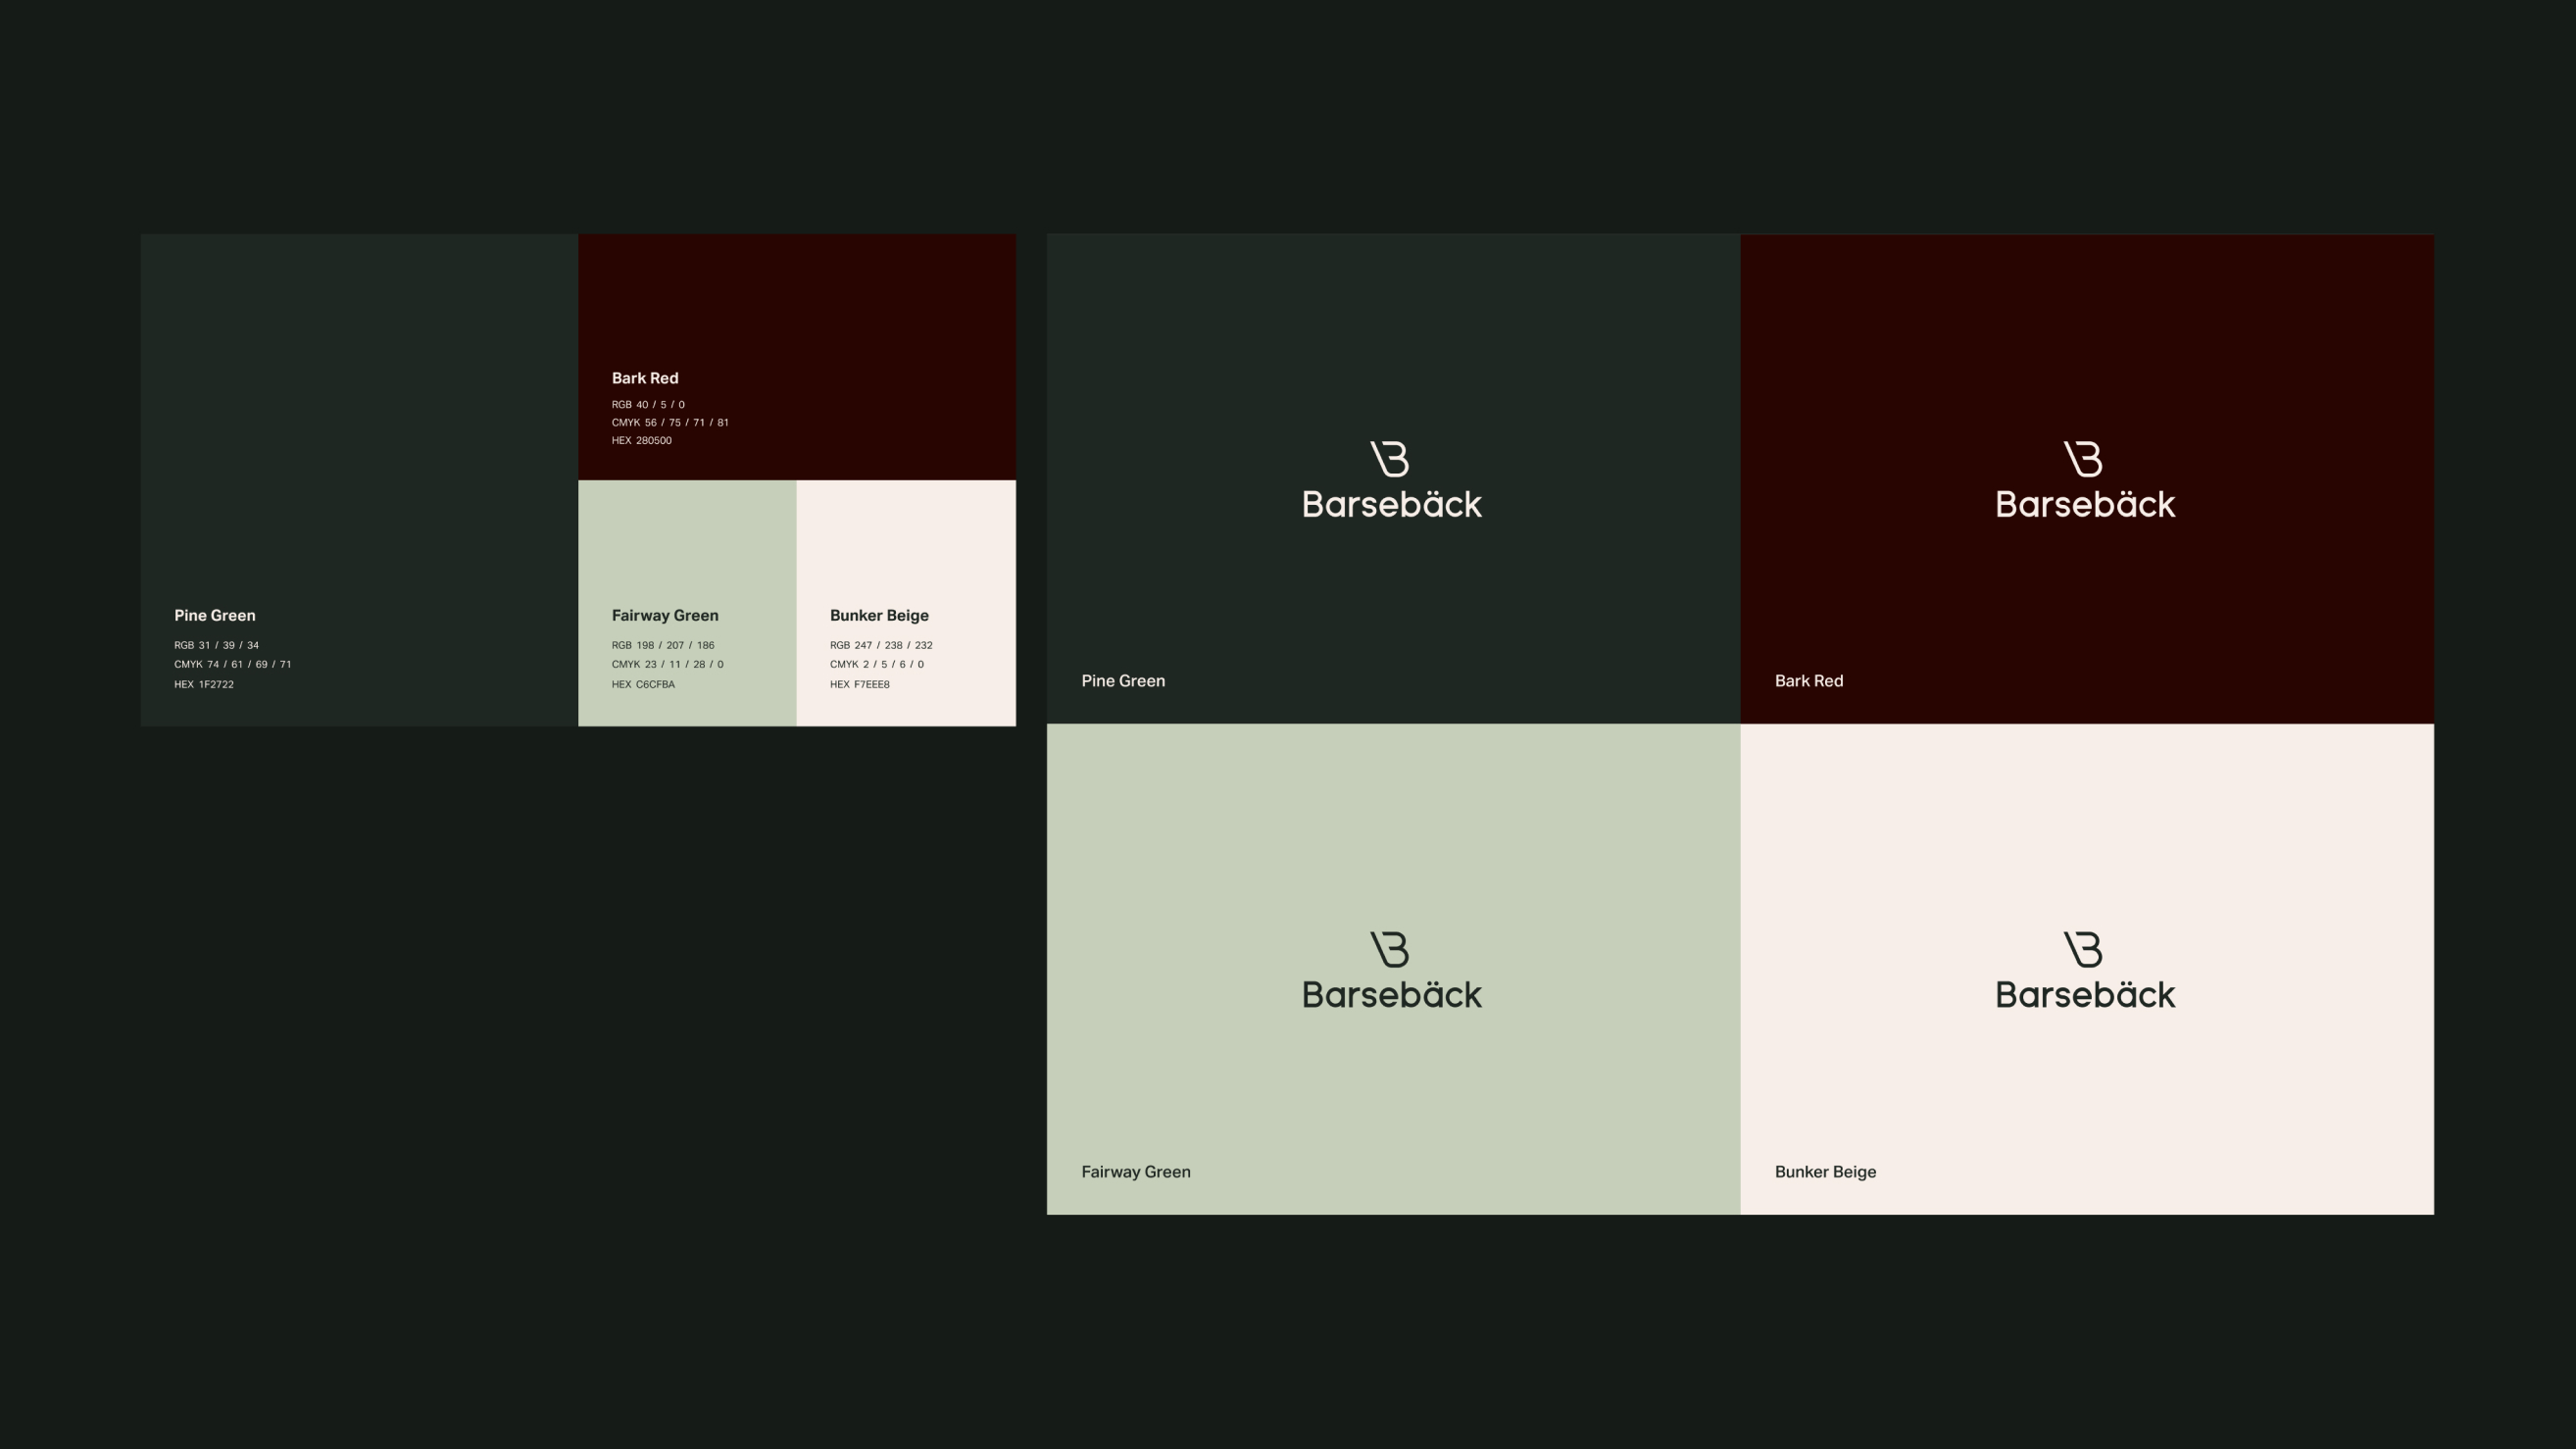 Bark Red
RGB 40 / 5 / 0
CMYK 56 / 75 / 71 / 81
HEX 280500
Pine Green
RGB 31 / 39 / 34
CMYK 74 / 61 / 69 / 71
HEX 1F2722
Fairway Green
RGB 198 / 207 / 186
CMYK 23 / 11 / 28 / 0
HEX C6CFBA
Bunker Beige
RGB 247 / 238 / 232
CMYK 2 / 5 / 6 / 0
HEX F7EEE8
B
Barsebäck
Pine Green
B
Barsebäck
Bark Red
B
Barsebäck
Fairway Green
B
Barsebäck
Bunker Beige